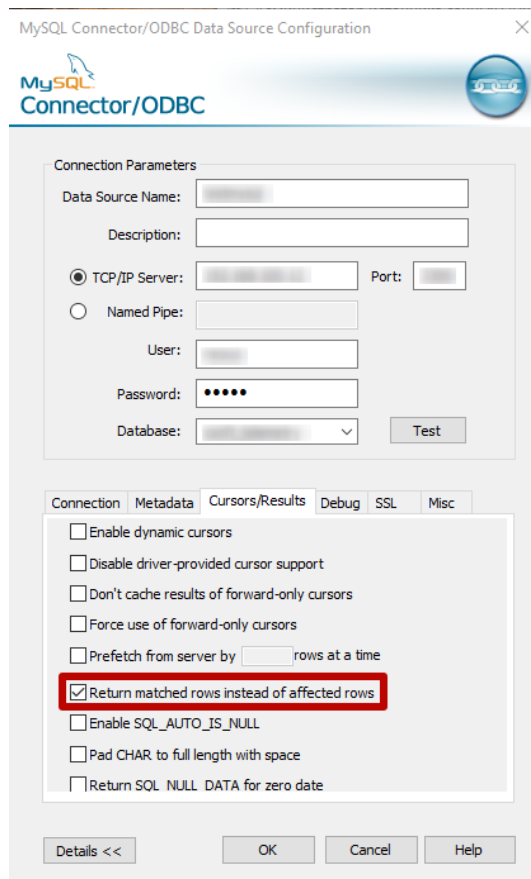 MySQL Connector/ODBC Data Source Configuration
MySQL
Connector/ODBC
Connection Parameters
Data Source Name:
Description:
TCP/IP Server: Port:
Named Pipe:
User:
Password: •••••
Database: Test
Connection Metadata Cursors/Results Debug SSL Misc
Enable dynamic cursors
Disable driver-provided cursor support
Don't cache results of forward-only cursors
Force use of forward-only cursors
Prefetch from server by rows at a time
Return matched rows instead of affected rows
Enable SQL_AUTO_IS_NULL
Pad CHAR to full length with space
Return SQL_NULL_DATA for zero date
Details << OK Cancel Help